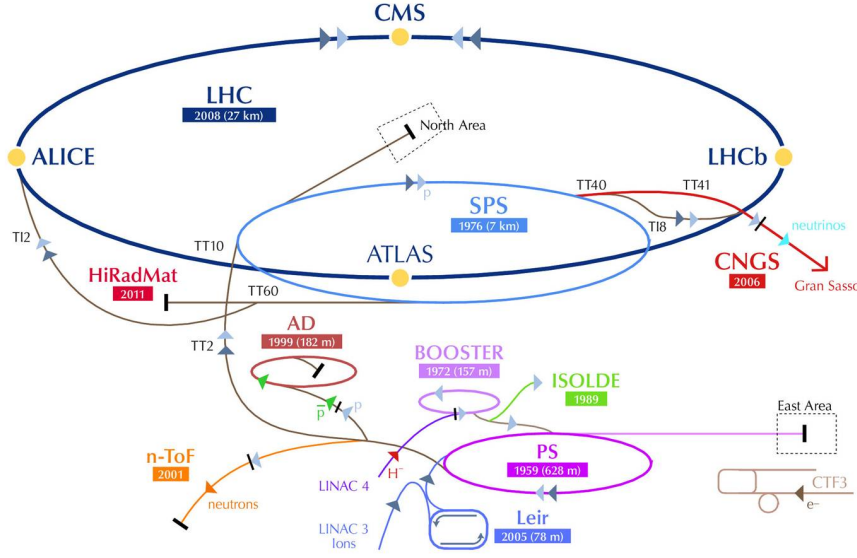 CMS
LHC
2008 (27 km)
North Area
ALICE
LHCb
TT40
TT41
p
SPS
1976 (7 km)
TI8
neutrinos
TI2
TT10
ATLAS
CNGS
2006
Gran Sasso
HiRadMat
2011
TT60
AD
1999 (182 m)
TT2
BOOSTER
1972 (157 m)
ISOLDE
1989
p
p
East Area
n-ToF
2001
PS
1959 (628 m)
H⁻
LINAC 4
neutrons
CTF3
e–
LINAC 3
Ions
Leir
2005 (78 m)